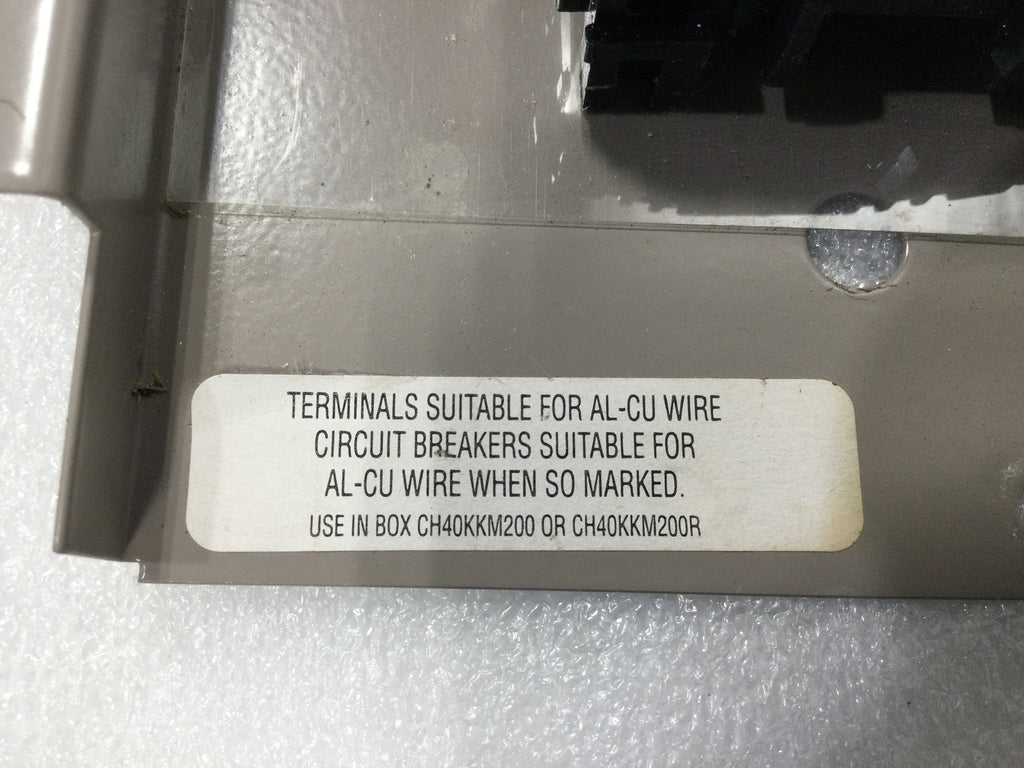 TERMINALS SUITABLE FOR AL-CU WIRE
CIRCUIT BREAKERS SUITABLE FOR
AL-CU WIRE WHEN SO MARKED.
USE IN BOX CH40KKM200 OR CH40KKM200R